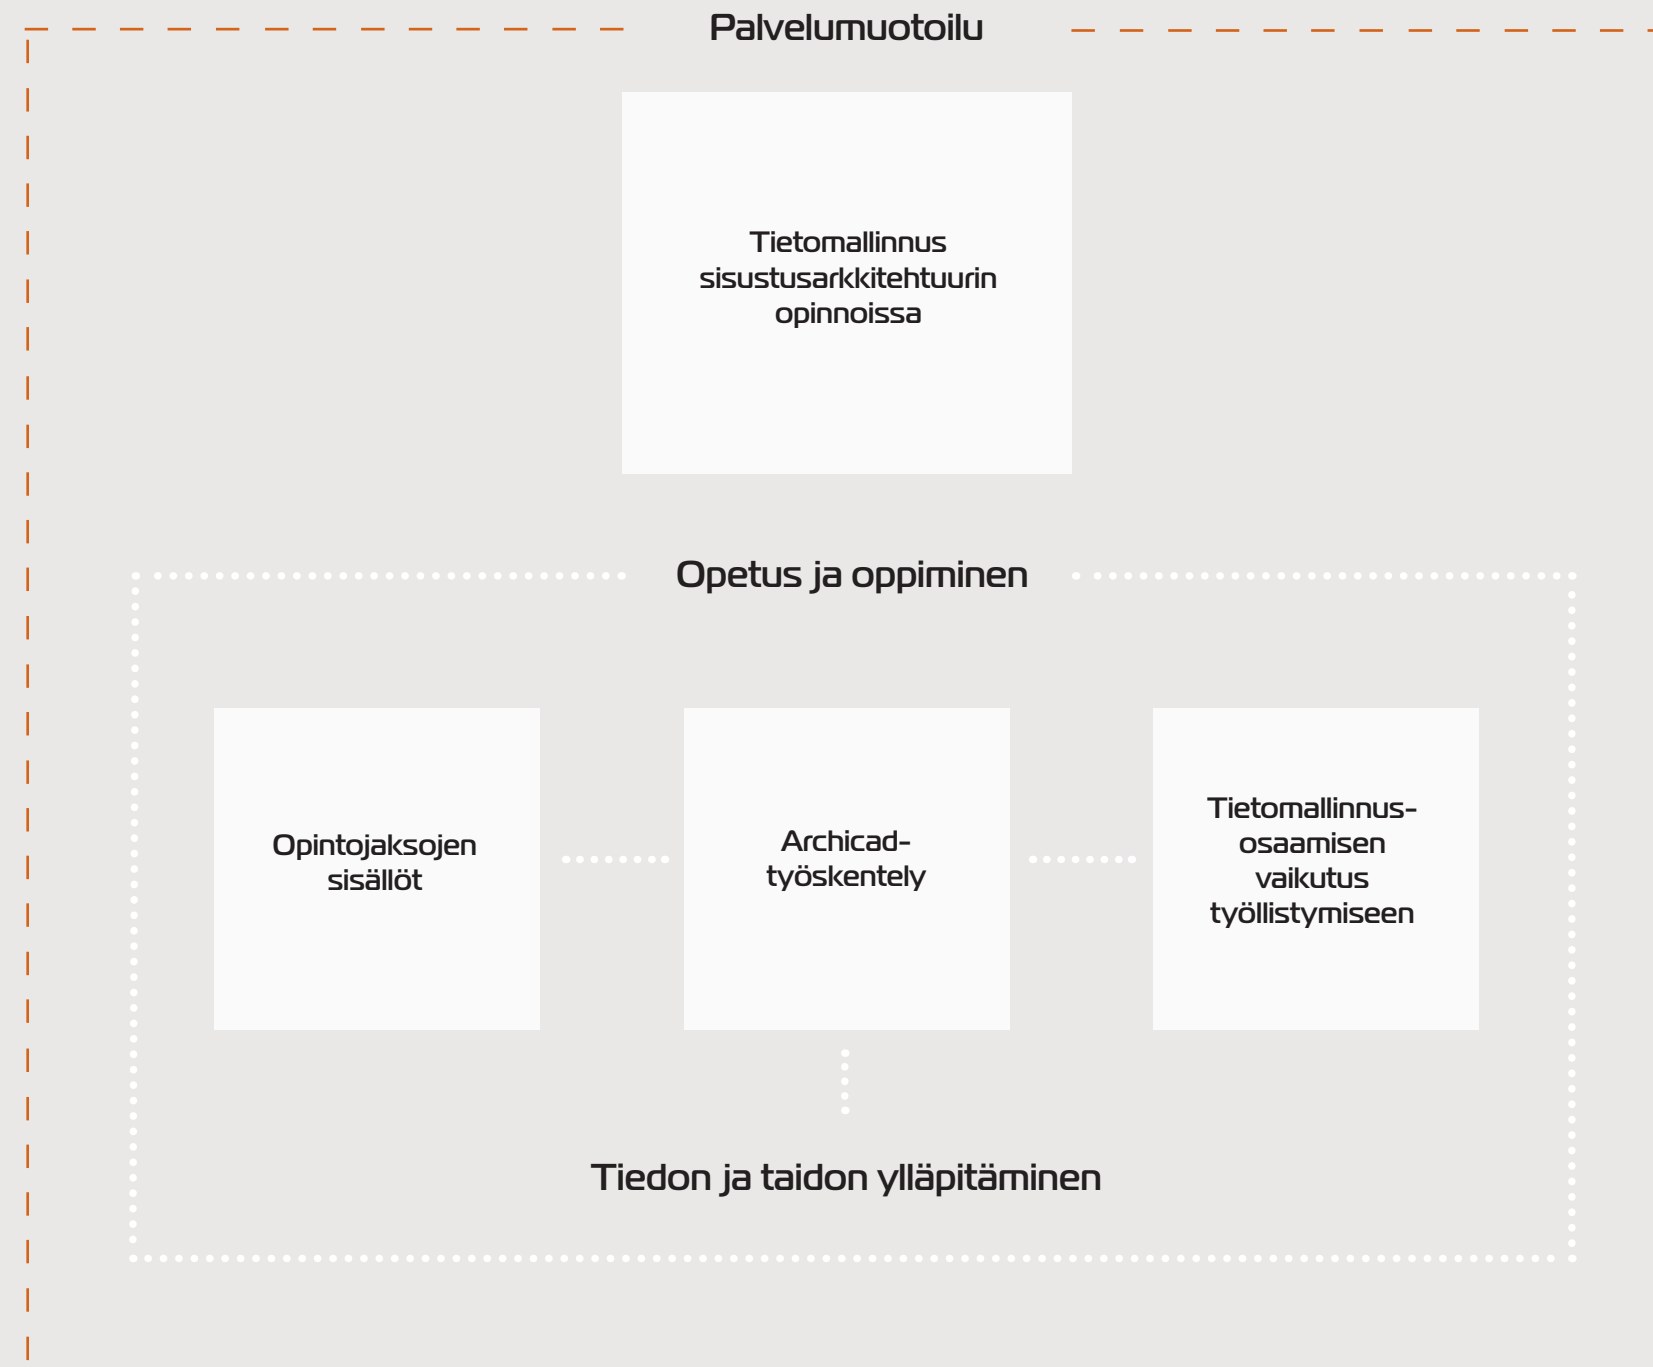 Palvelumuotoilu
Tietomallinnus
sisustusarkkitehtuurin
opinnoissa
Opetus ja oppiminen
Opintojaksojen
sisällöt
Archicad-
työskentely
Tietomallinnus-
osaamisen
vaikutus
työllistymiseen
Tiedon ja taidon ylläpitäminen